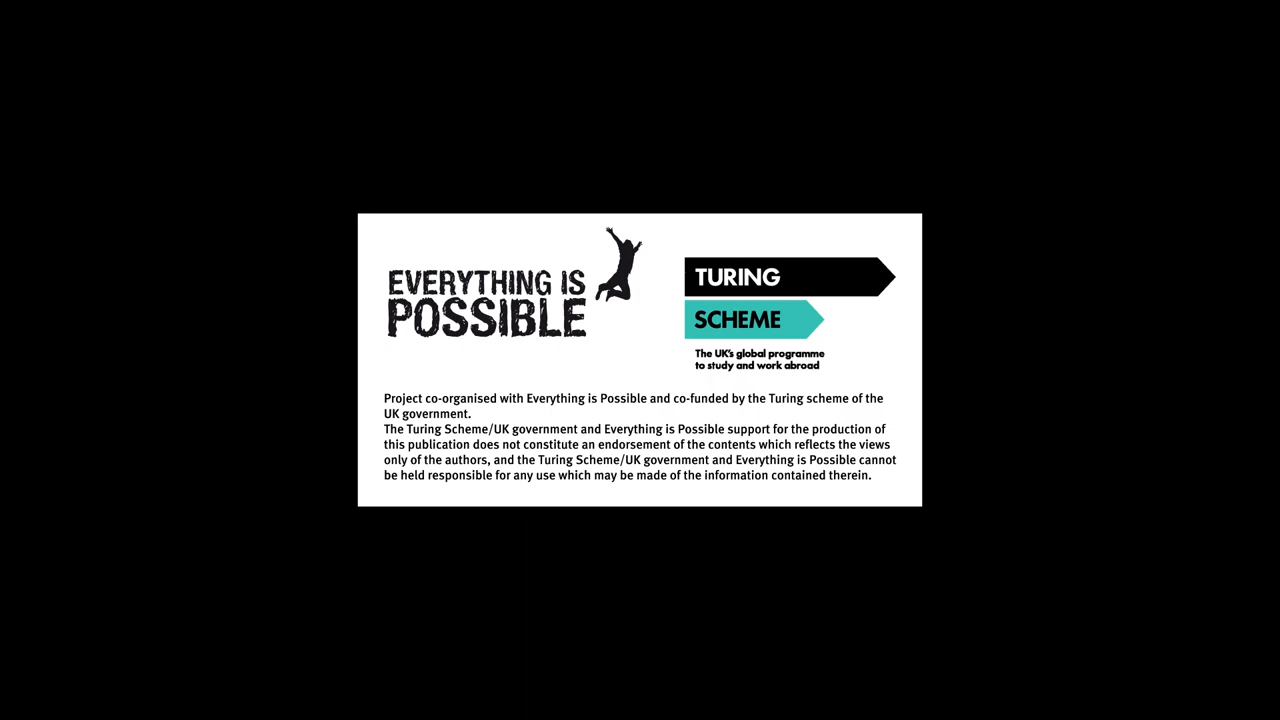 EVERYTHING IS
POSSIBLE
TURING
SCHEME
The UK's global programme
to study and work abroad
Project co-organised with Everything is Possible and co-funded by the Turing scheme of the
UK government.
The Turing Scheme/UK government and Everything is Possible support for the production of
this publication does not constitute an endorsement of the contents which reflects the views
only of the authors, and the Turing Scheme/UK government and Everything is Possible cannot
be held responsible for any use which may be made of the information contained therein.